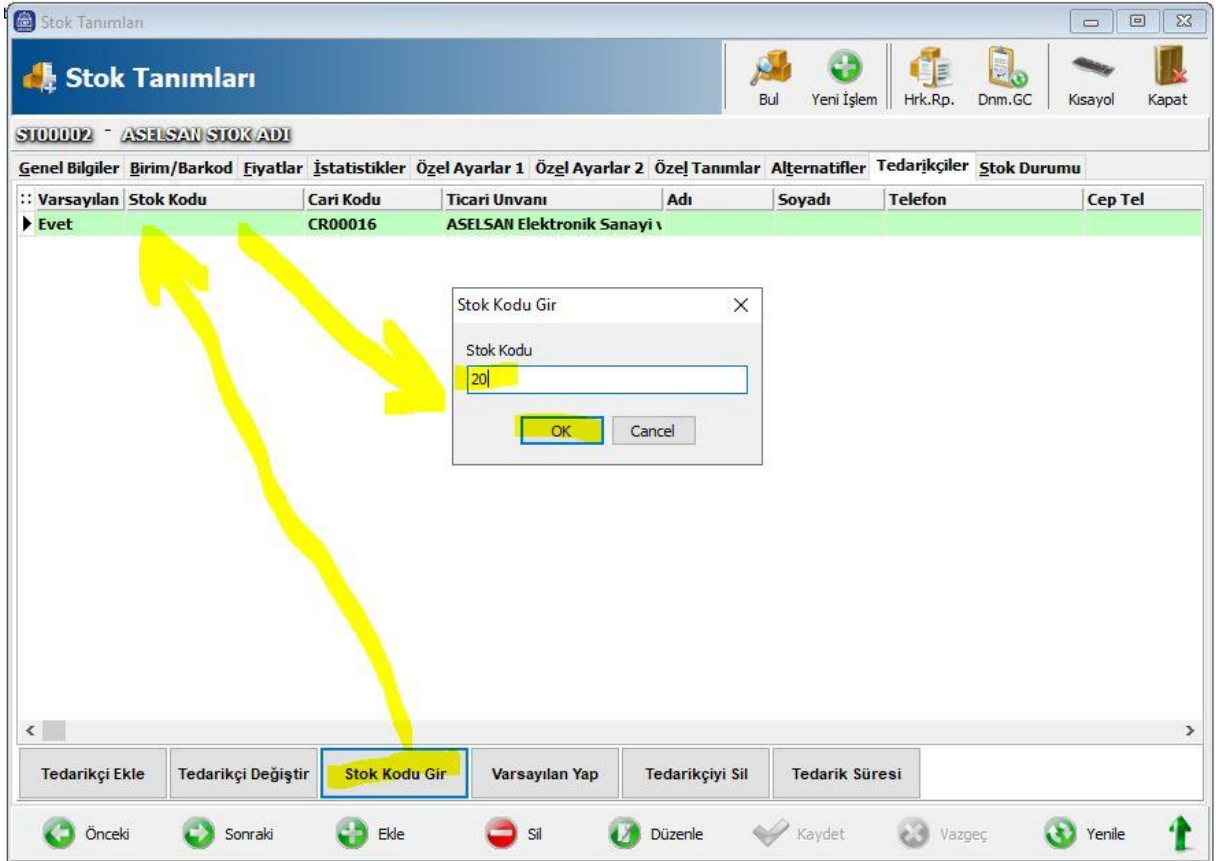 Stok Tanımları
Stok Tanımları
Bul Yeni İşlem Hrk.Rp. Dnm.GC Kısayol Kapat
ST00002 - ASELSAN STOK ADI
Genel Bilgiler Birim/Barkod Fiyatlar İstatistikler Özel Ayarlar 1 Özel Ayarlar 2 Özel Tanımlar Alternatifler Tedarikçiler Stok Durumu
Varsayılan Stok Kodu Cari Kodu Ticari Unvanı Adı Soyadı Telefon Cep Tel
Evet CR00016 ASELSAN Elektronik Sanayi v
Stok Kodu Gir
Stok Kodu
20
OK Cancel
Tedarikçi Ekle Tedarikçi Değiştir Stok Kodu Gir Varsayılan Yap Tedarikçiyi Sil Tedarik Süresi
Önceki Sonraki Ekle Sil Düzenle Kaydet Vazgeç Yenile